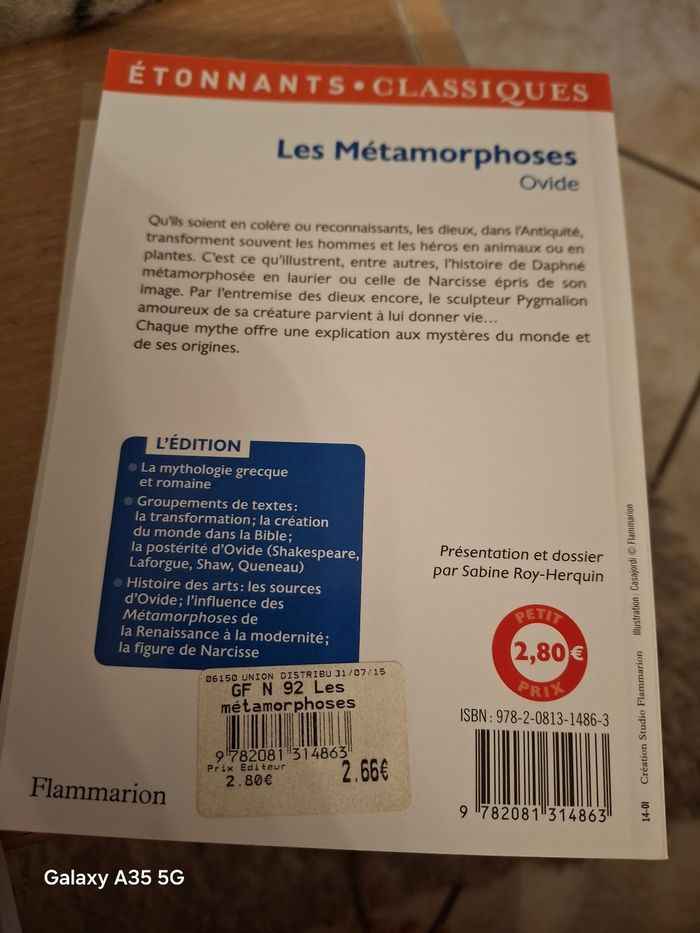 ÉTONNANTS • CLASSIQUES
Les Métamorphoses
Ovide
Qu'ils soient en colère ou reconnaissants, les dieux, dans l'Antiquité,
transforment souvent les hommes et les héros en animaux ou en
plantes. C'est ce qu'illustrent, entre autres, l'histoire de Daphné
métamorphosée en laurier ou celle de Narcisse épris de son
image. Par l'entremise des dieux encore, le sculpteur Pygmalion
amoureux de sa créature parvient à lui donner vie…
Chaque mythe offre une explication aux mystères du monde et
de ses origines.
L'ÉDITION
• La mythologie grecque
et romaine
• Groupements de textes :
la transformation ; la création
du monde dans la Bible ;
la postérité d'Ovide (Shakespeare,
Laforgue, Shaw, Queneau)
• Histoire des arts : les sources
d'Ovide ; l'influence des
Métamorphoses de
la Renaissance à la modernité ;
la figure de Narcisse
Présentation et dossier
par Sabine Roy-Herquin
PETIT
2,80 €
PRIX
ISBN : 978-2-0813-1486-3
9 782081 314863
06150 UNION DISTRIBU 31/07/15
GF N 92 Les
métamorphoses
9 782081 314863
Prix Editeur
2.80€
2.66€
Flammarion
14-01
Création Studio Flammarion
Illustration : Casajordi © Flammarion
Galaxy A35 5G